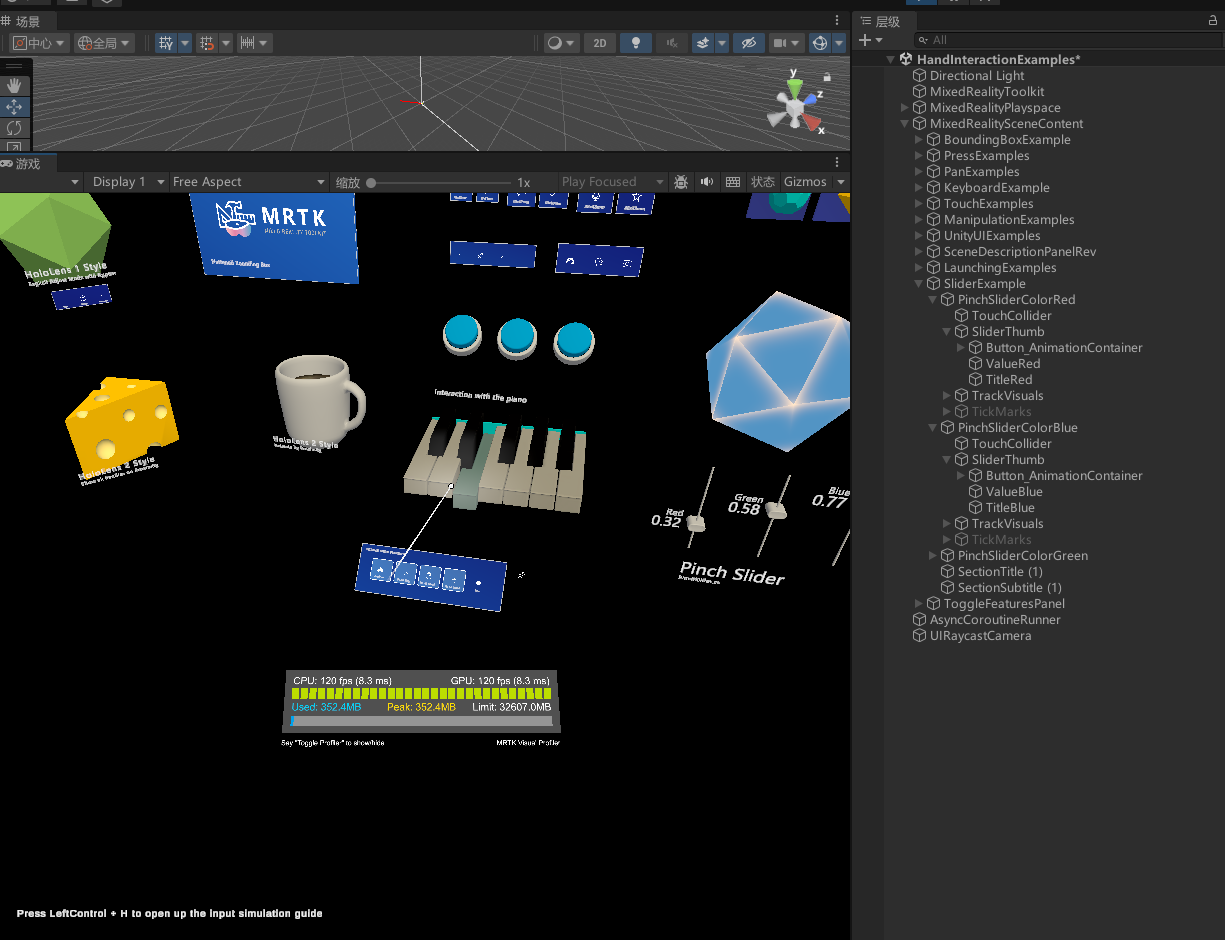 场景
中心
全局
2D
y
z
x
游戏
Display 1
Free Aspect
缩放
1x
Play Focused
状态
Gizmos
MRTK
MIXED REALITY TOOLKIT
HoloLens 1 Style
HoloLens 2 Style
HoloLens 2 Style
Interaction with the piano
Red
0.32
Green
0.58
Blue
0.77
Pinch Slider
CPU: 120 fps (8.3 ms)
GPU: 120 fps (8.3 ms)
Used: 352.4MB
Peak: 352.4MB
Limit: 32607.0MB
Say "Toggle Profiler" to show/hide
MRTK Visual Profiler
Press LeftControl + H to open up the input simulation guide
层级
All
HandInteractionExamples*
Directional Light
MixedRealityToolkit
MixedRealityPlayspace
MixedRealitySceneContent
BoundingBoxExample
PressExamples
PanExamples
KeyboardExample
TouchExamples
ManipulationExamples
UnityUIExamples
SceneDescriptionPanelRev
LaunchingExamples
SliderExample
PinchSliderColorRed
TouchCollider
SliderThumb
Button_AnimationContainer
ValueRed
TitleRed
TrackVisuals
TickMarks
PinchSliderColorBlue
TouchCollider
SliderThumb
Button_AnimationContainer
ValueBlue
TitleBlue
TrackVisuals
TickMarks
PinchSliderColorGreen
SectionTitle (1)
SectionSubtitle (1)
ToggleFeaturesPanel
AsyncCoroutineRunner
UIRaycastCamera